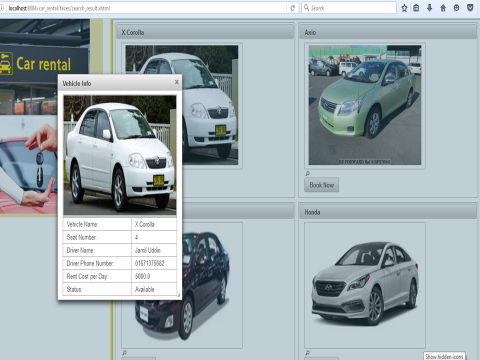 localhost:8084/car_rental/faces/search_result.xhtml
Search
Car rental
X Corolla
Axio
Vehicle Info
x
Book Now
Honda
Vehicle Name: X Corolla
Seat Number: 4
Driver Name: Jamil Uddin
Driver Phone Number: 01671375682
Rent Cost per Day: 5000.0
Status: Available
Show hidden icons